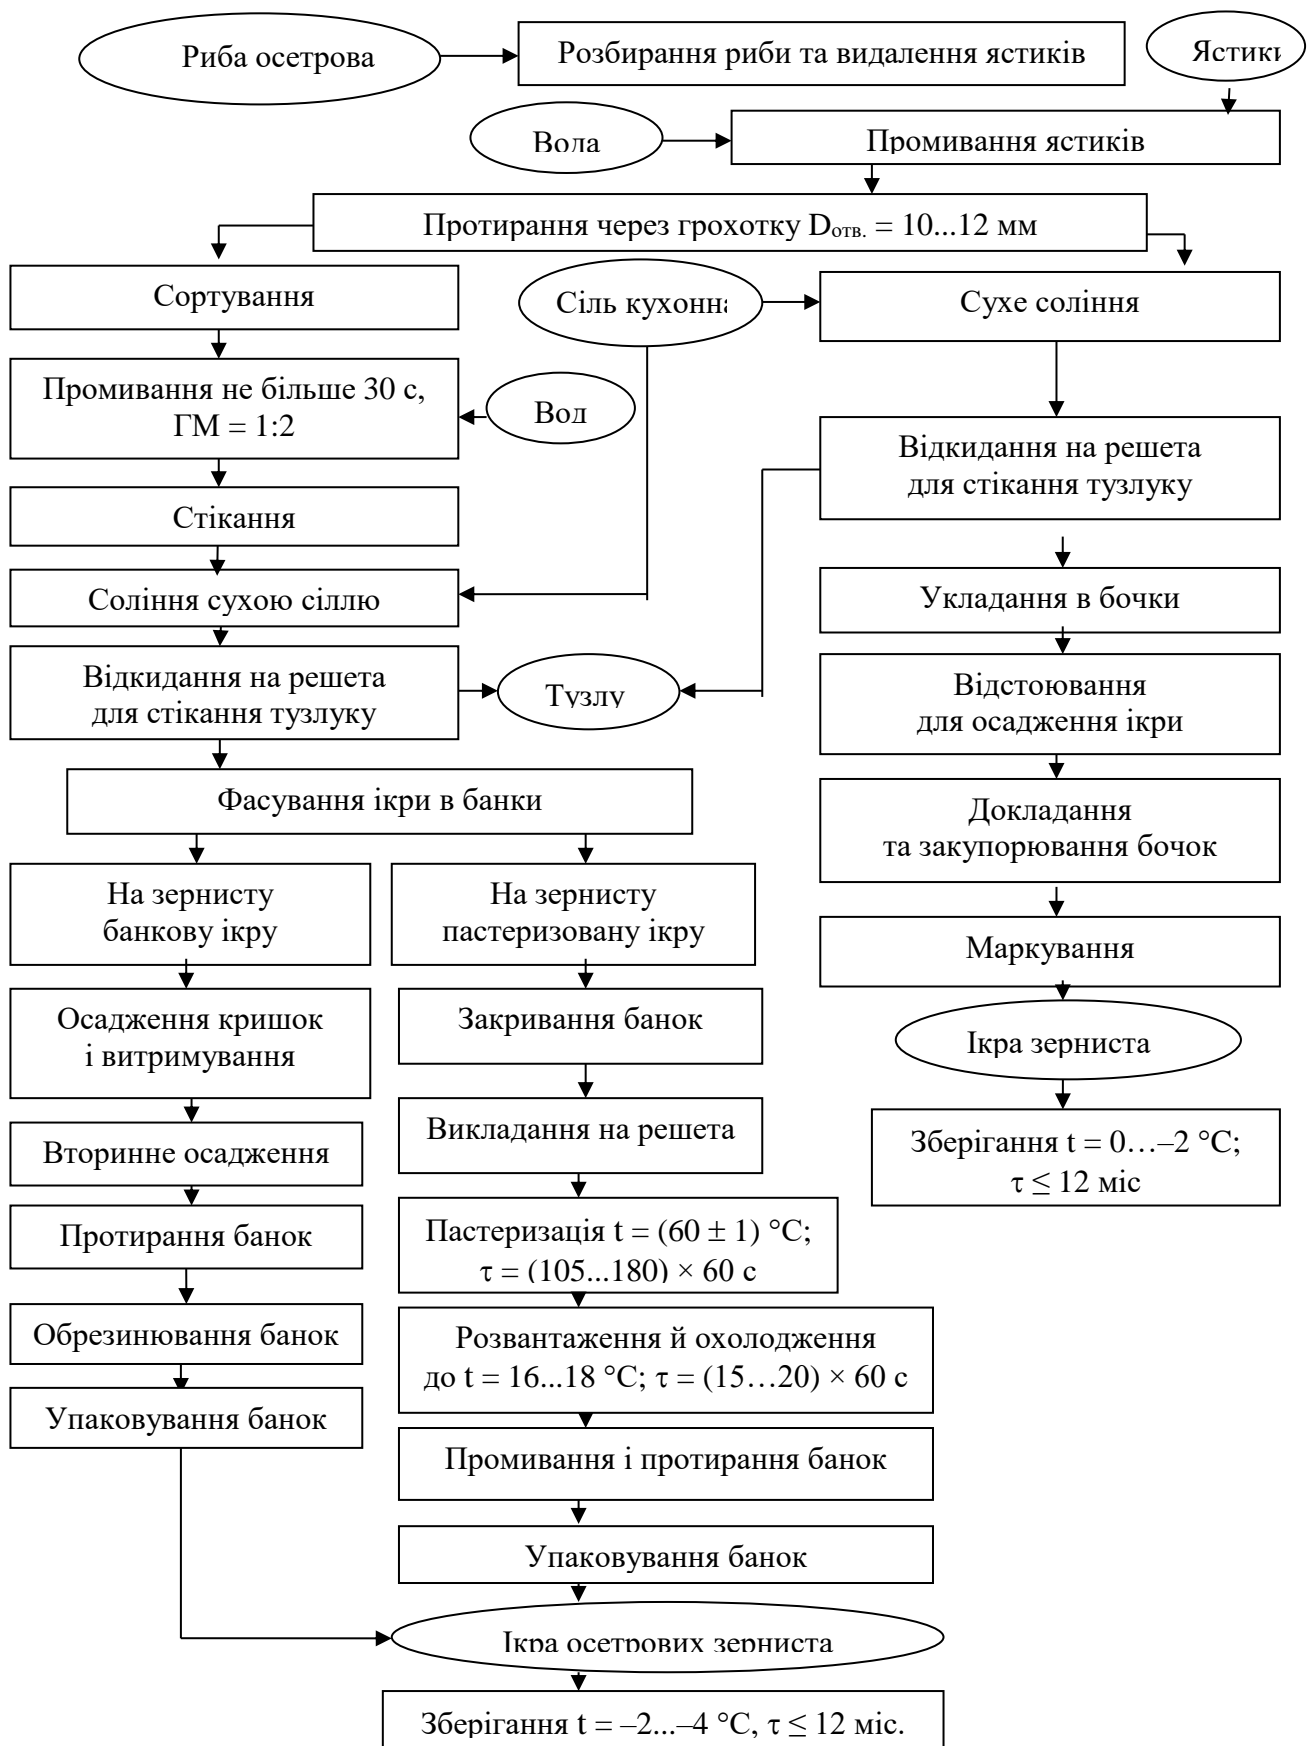 Риба осетрова
Розбирання риби та видалення ястиків
Ястики
Вода
Промивання ястиків
Протирання через грохотку Dотв. = 10...12 мм
Сортування
Сіль кухонна
Сухе соління
Промивання не більше 30 с,
ГМ = 1:2
Вод
Відкидання на решета
для стікання тузлуку
Стікання
Соління сухою сіллю
Укладання в бочки
Відкидання на решета
для стікання тузлуку
Тузлу
Відстоювання
для осадження ікри
Фасування ікри в банки
Докладання
та закупорювання бочок
На зернисту
банкову ікру
На зернисту
пастеризовану ікру
Маркування
Осадження кришок
і витримування
Закривання банок
Ікра зерниста
Вторинне осадження
Викладання на решета
Зберігання t = 0…–2 °С;
τ ≤ 12 міс
Протирання банок
Пастеризація t = (60 ± 1) °С;
τ = (105...180) × 60 с
Обрезинювання банок
Розвантаження й охолодження
до t = 16...18 °С; τ = (15…20) × 60 с
Упаковування банок
Промивання і протирання банок
Упаковування банок
Ікра осетрових зерниста
Зберігання t = –2...–4 °С, τ ≤ 12 міс.